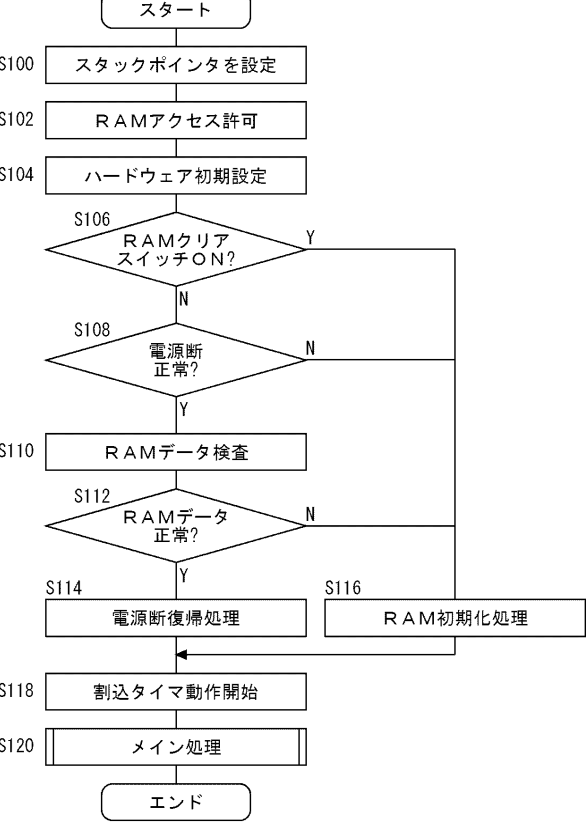 スタート
S100
スタックポインタを設定
S102
ＲＡＭアクセス許可
S104
ハードウェア初期設定
S106
ＲＡＭクリア
スイッチＯＮ?
Y
N
S108
電源断
正常?
N
Y
S110
ＲＡＭデータ検査
S112
ＲＡＭデータ
正常?
N
Y
S114
電源断復帰処理
S116
ＲＡＭ初期化処理
S118
割込タイマ動作開始
S120
メイン処理
エンド